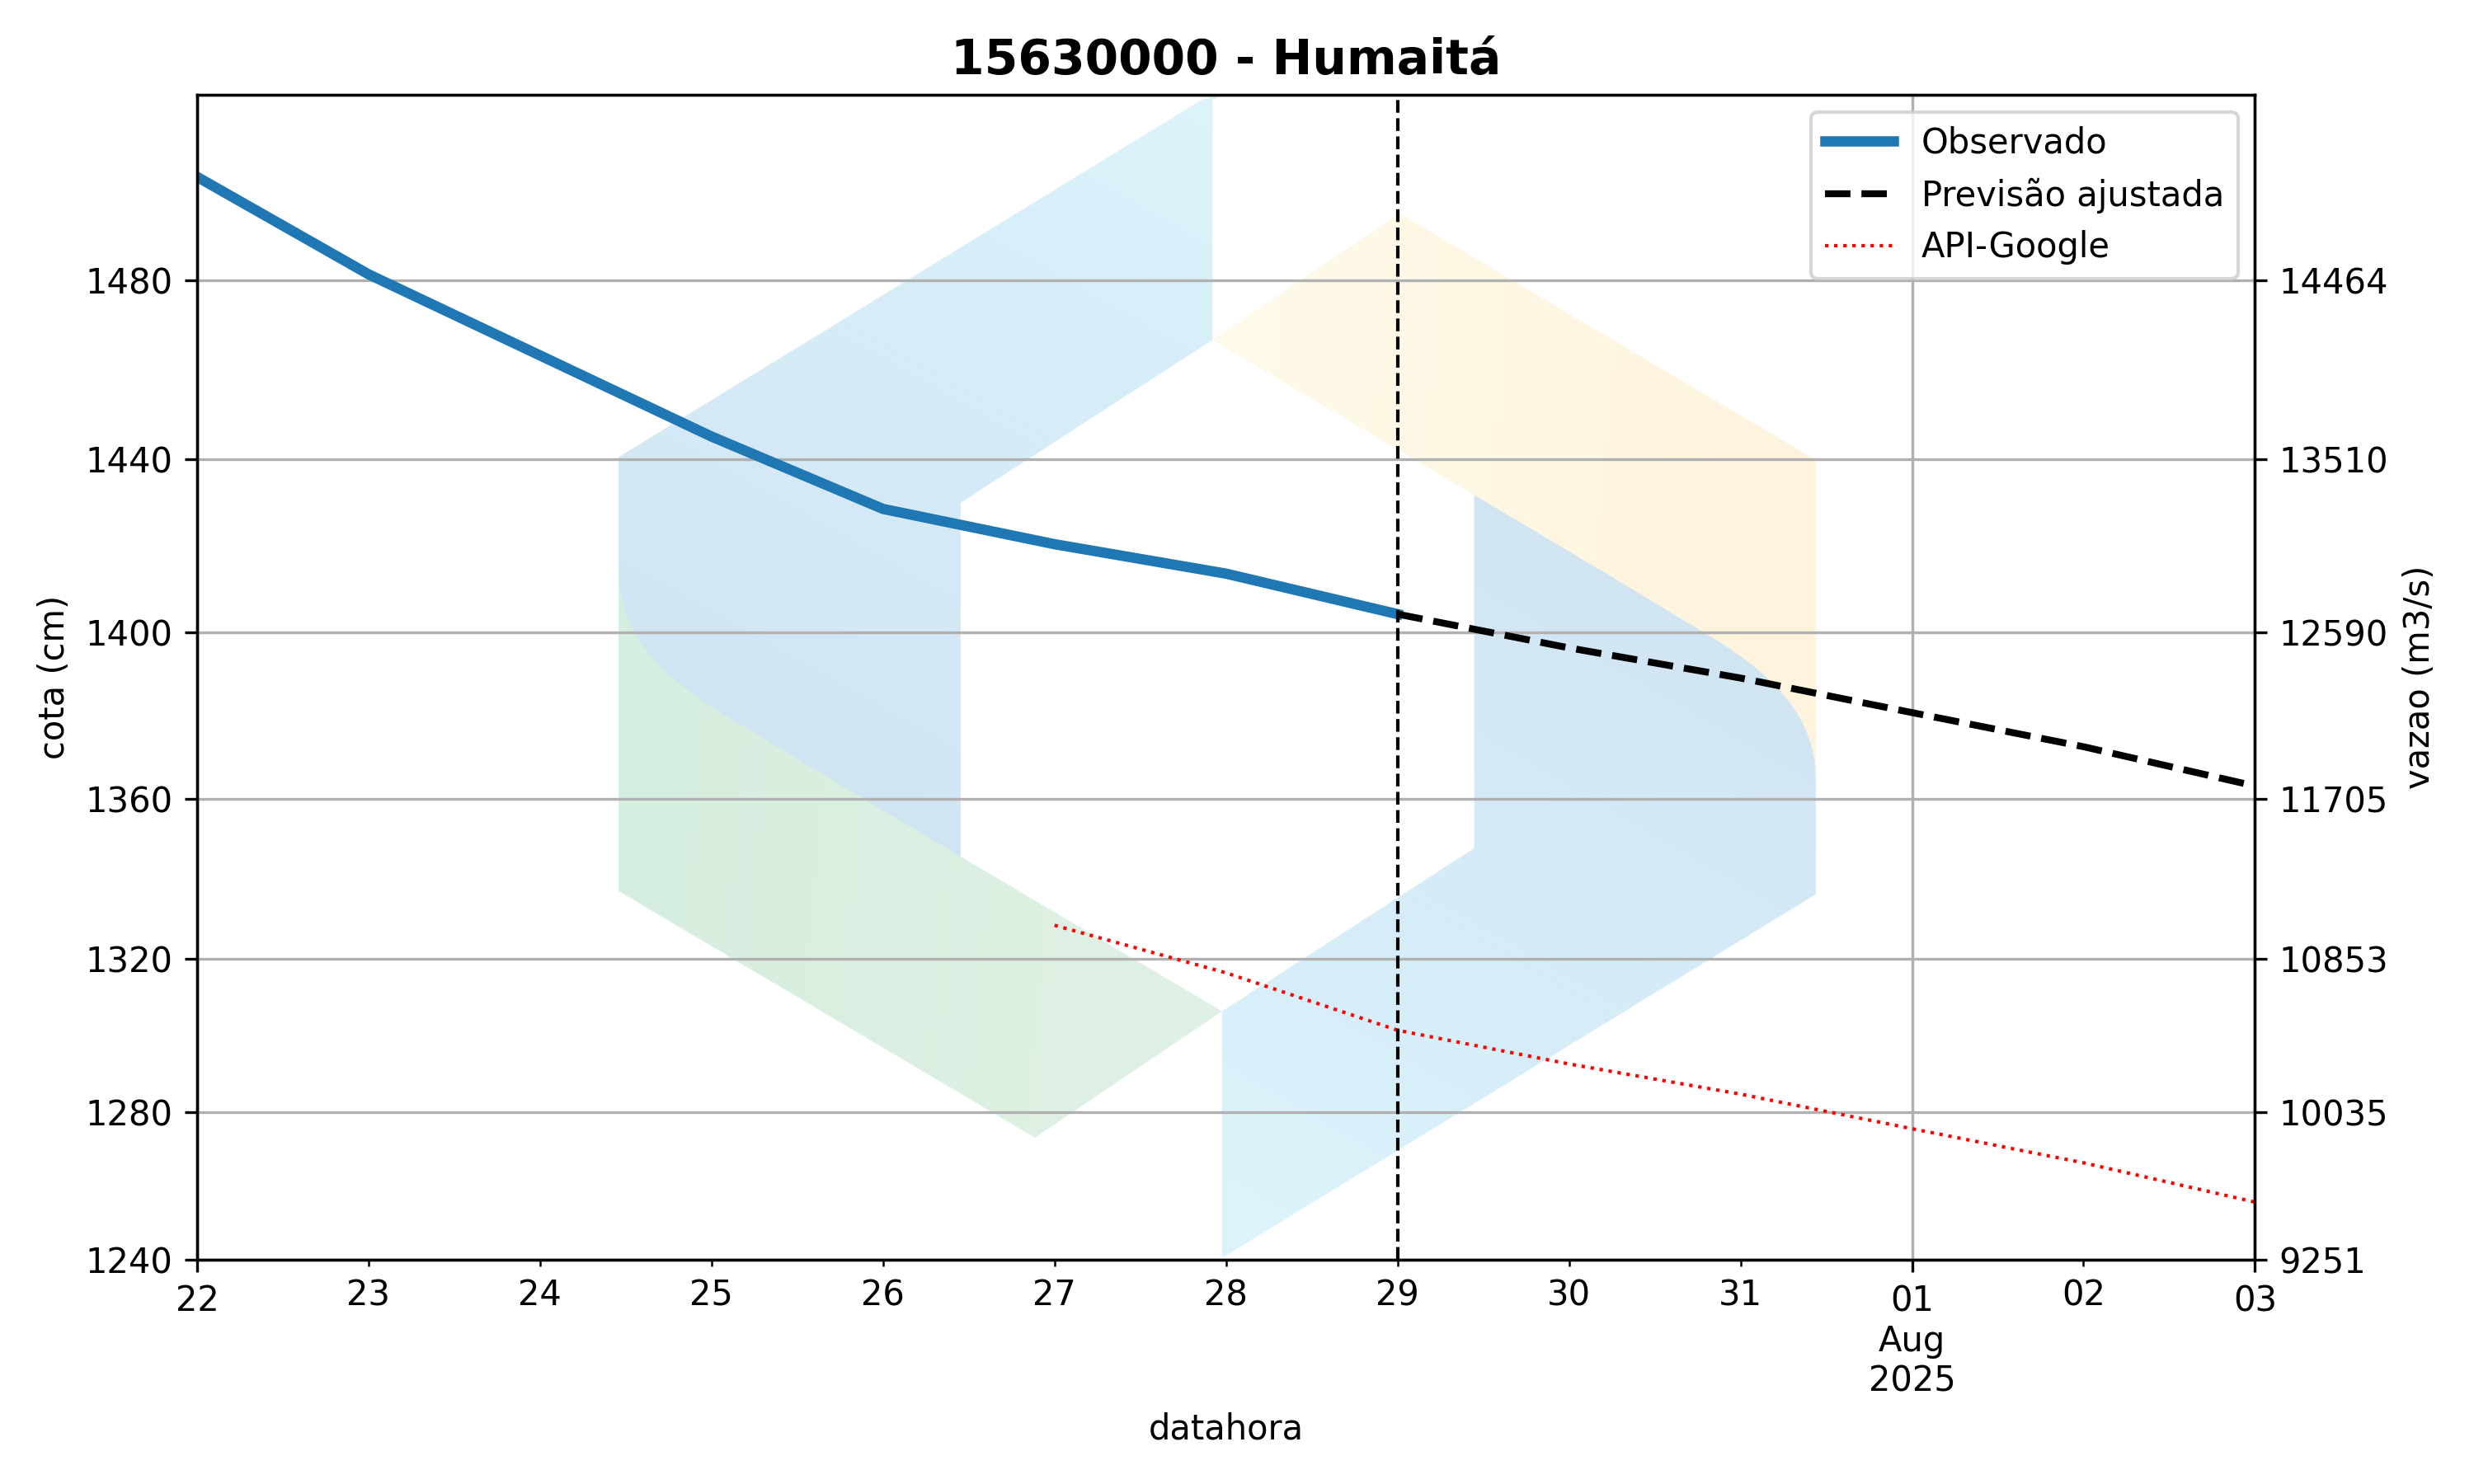 15630000 - Humaitá
Observado
Previsão ajustada
API-Google
1480
1440
1400
1360
1320
1280
1240
cota (cm)
14464
13510
12590
11705
10853
10035
9251
vazao (m3/s)
22 23 24 25 26 27 28 29 30 31 01 02 03
Aug
2025
datahora